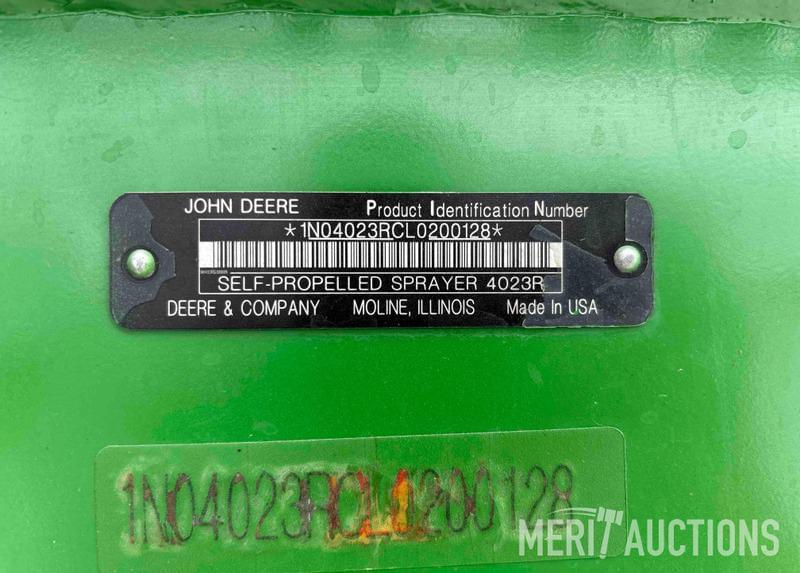 JOHN DEERE Product Identification Number
*1N04023RCL0200128*
SELF-PROPELLED SPRAYER 4023R
DEERE & COMPANY MOLINE, ILLINOIS Made In USA
1N04023RCL0200128
MERIT AUCTIONS